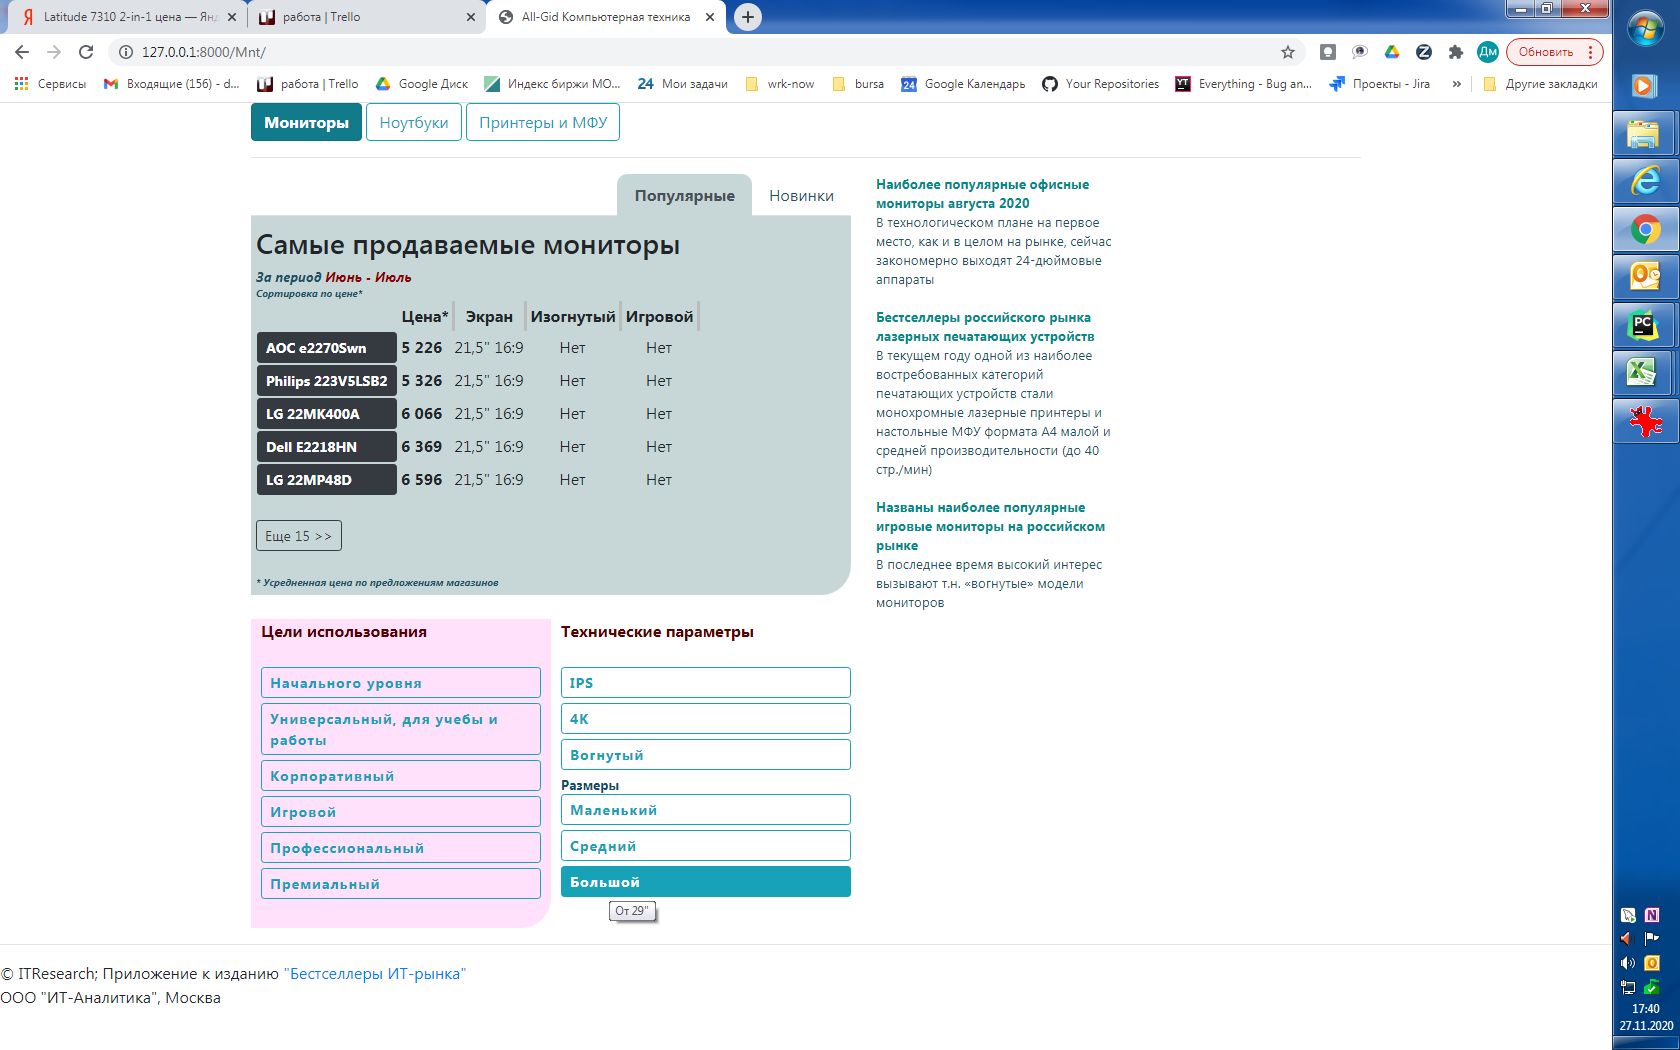 Latitude 7310 2-in-1 цена — Янд
работа | Trello
All-Gid Компьютерная техника
127.0.0.1:8000/Mnt/
Дм
Обновить
Сервисы
Входящие (156) - d...
работа | Trello
Google Диск
Индекс биржи МО...
24 Мои задачи
wrk-now
bursa
24 Google Календарь
Your Repositories
YT Everything - Bug an...
Проекты - Jira
»
Другие закладки
Мониторы
Ноутбуки
Принтеры и МФУ
Популярные
Новинки
Самые продаваемые мониторы
За период Июнь - Июль
Сортировка по цене*
Цена* Экран Изогнутый Игровой
AOC e2270Swn 5 226 21,5" 16:9 Нет Нет
Philips 223V5LSB2 5 326 21,5" 16:9 Нет Нет
LG 22MK400A 6 066 21,5" 16:9 Нет Нет
Dell E2218HN 6 369 21,5" 16:9 Нет Нет
LG 22MP48D 6 596 21,5" 16:9 Нет Нет
Еще 15 >>
* Усредненная цена по предложениям магазинов
Наиболее популярные офисные
мониторы августа 2020
В технологическом плане на первое
место, как и в целом на рынке, сейчас
закономерно выходят 24-дюймовые
аппараты
Бестселлеры российского рынка
лазерных печатающих устройств
В текущем году одной из наиболее
востребованных категорий
печатающих устройств стали
монохромные лазерные принтеры и
настольные МФУ формата А4 малой и
средней производительности (до 40
стр./мин)
Названы наиболее популярные
игровые мониторы на российском
рынке
В последнее время высокий интерес
вызывают т.н. «вогнутые» модели
мониторов
Цели использования
Начального уровня
Универсальный, для учебы и
работы
Корпоративный
Игровой
Профессиональный
Премиальный
Технические параметры
IPS
4K
Вогнутый
Размеры
Маленький
Средний
Большой
От 29"
© ITResearch; Приложение к изданию "Бестселлеры ИТ-рынка"
ООО "ИТ-Аналитика", Москва
PC
17:40
27.11.2020